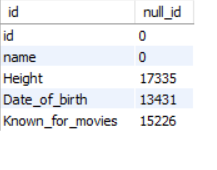 id null_id
id 0
name 0
Height 17335
Date_of_birth 13431
Known_for_movies 15226